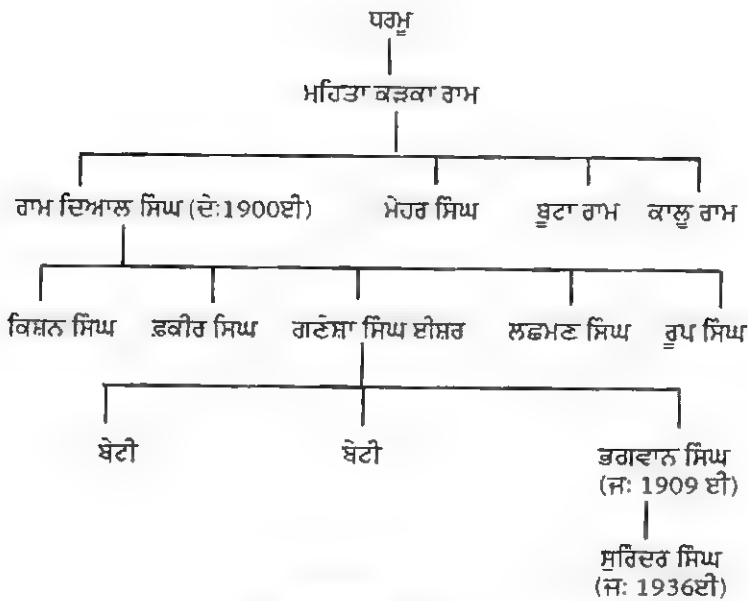 ਧਰਮੂ
ਮਹਿਤਾ ਕੜਕਾ ਰਾਮ
ਰਾਮ ਦਿਆਲ ਸਿੰਘ (ਦੇ:1900ਈ) ਮੇਹਰ ਸਿੰਘ ਬੂਟਾ ਰਾਮ ਕਾਲੂ ਰਾਮ
ਕਿਸ਼ਨ ਸਿੰਘ ਫ਼ਕੀਰ ਸਿੰਘ ਗਣੇਸ਼ਾ ਸਿੰਘ ਈਸ਼ਰ ਲਛਮਣ ਸਿੰਘ ਰੂਪ ਸਿੰਘ
ਬੇਟੀ ਬੇਟੀ ਭਗਵਾਨ ਸਿੰਘ
(ਜ: 1909 ਈ)
ਸੁਰਿੰਦਰ ਸਿੰਘ
(ਜ: 1936ਈ)